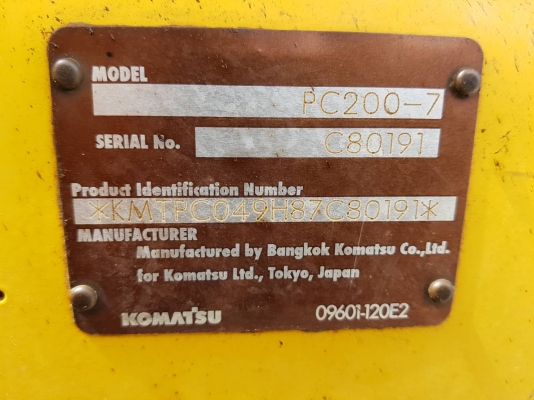 MODEL
PC200-7
SERIAL No. C80191
Product Identification Number
*KMTPC049H87C80191*
MANUFACTURER
Manufactured by Bangkok Komatsu Co.,Ltd.
for Komatsu Ltd., Tokyo, Japan
KOMATSU 09601-120E2